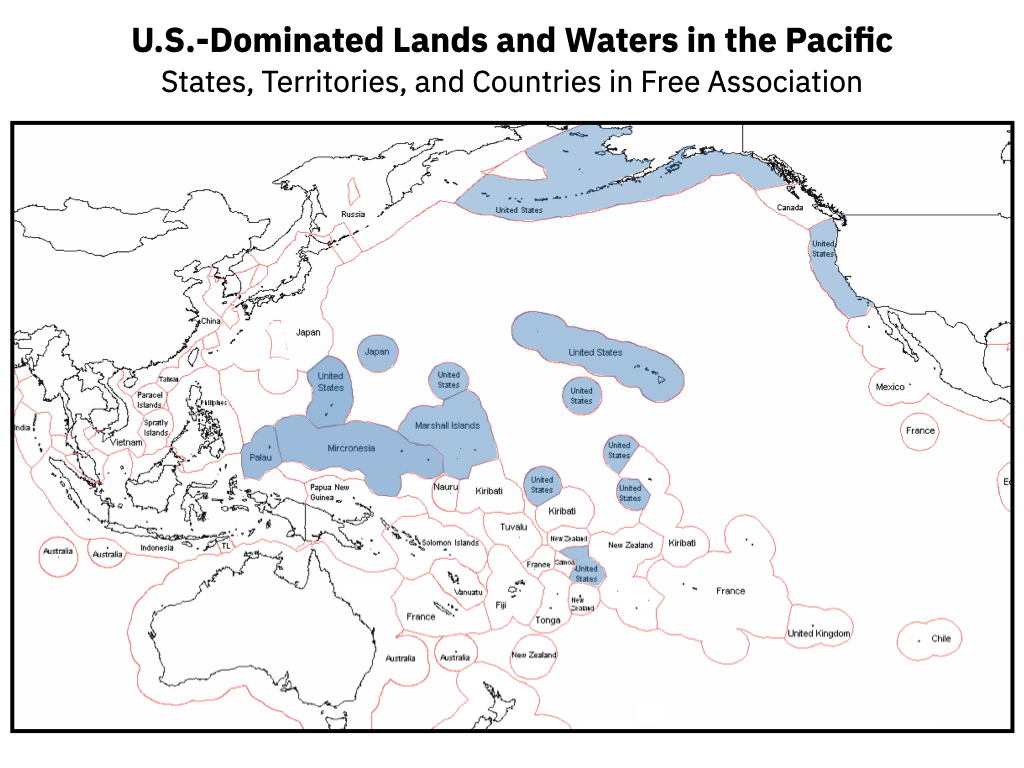 U.S.-Dominated Lands and Waters in the Pacific
States, Territories, and Countries in Free Association
United States
Russia
Canada
United
States
China
Japan
Japan
United States
United
States
United
States
Taiwan
Mexico
Paracel
Islands
Philippines
United
States
France
India
Spratly
Islands
Marshall Islands
Vietnam
Mircronesia
United
States
Palau
Papua New
Guinea
Nauru
Kiribati
United
States
United
States
Kiribati
Tuvalu
Solomon Islands
New Zealand
New Zealand
Kiribati
Australia
Australia
Indonesia
TL
France
Samoa
United
States
Vanuatu
France
Fiji
New
Zealand
France
Tonga
United Kingdom
Chile
Australia
Australia
New Zealand